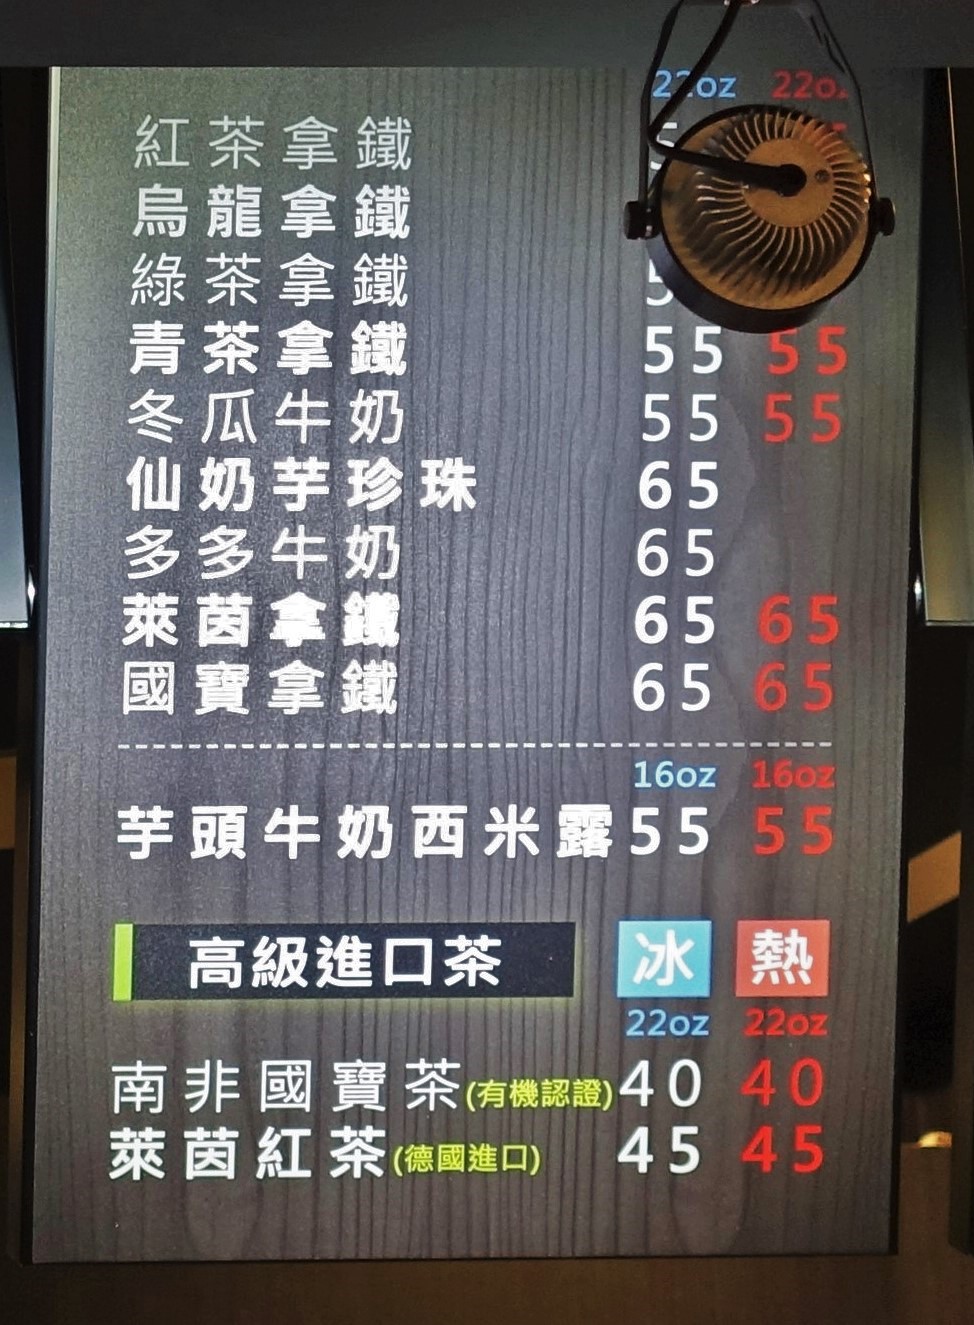 22oz 22oz
紅茶拿鐵
烏龍拿鐵
綠茶拿鐵
青茶拿鐵 55 55
冬瓜牛奶 55 55
仙奶芋珍珠 65
多多牛奶 65
萊茵拿鐵 65 65
國寶拿鐵 65 65
16oz 16oz
芋頭牛奶西米露 55 55
高級進口茶 冰 熱
22oz 22oz
南非國寶茶(有機認證) 40 40
萊茵紅茶(德國進口) 45 45